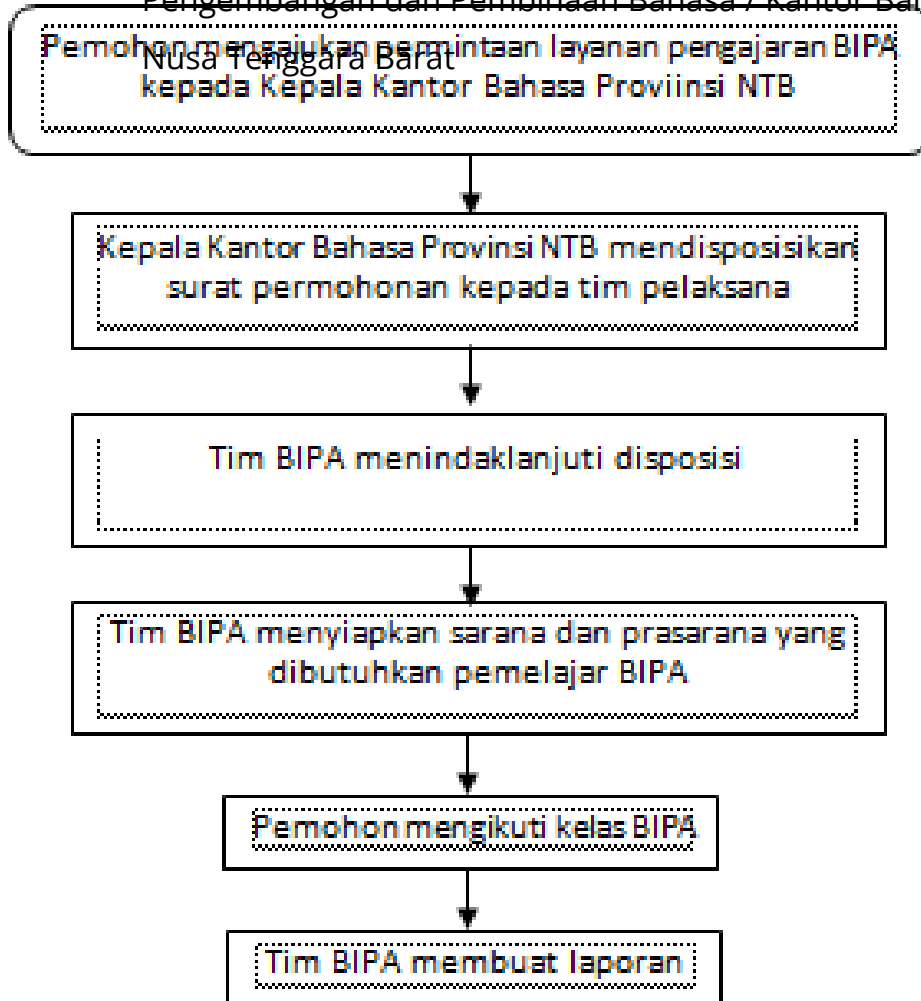 Pengembangan dan Pembinaan Bahasa / Kantor
Pemohon mengajukan permintaan layanan pengajaran BIPA
Nusa Tenggara Barat
kepada Kepala Kantor Bahasa Proviinsi NTB
Kepala Kantor Bahasa Provinsi NTB mendisposisikan
surat permohonan kepada tim pelaksana
Tim BIPA menindaklanjuti disposisi
Tim BIPA menyiapkan sarana dan prasarana yang
dibutuhkan pemelajar BIPA
Pemohon mengikuti kelas BIPA
Tim BIPA membuat laporan